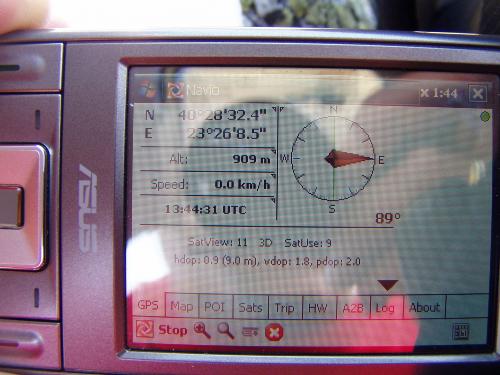 ASUS
Navio
1:44
N 40°28'32.4"
E 23°26'8.5"
Alt: 909 m
Speed: 0.0 km/h
13:44:31 UTC
N
W
E
S
89°
SatView: 11 3D SatUse: 9
hdop: 0.9 (9.0 m), vdop: 1.8, pdop: 2.0
GPS Map POI Sats Trip HW A2B Log About
Stop